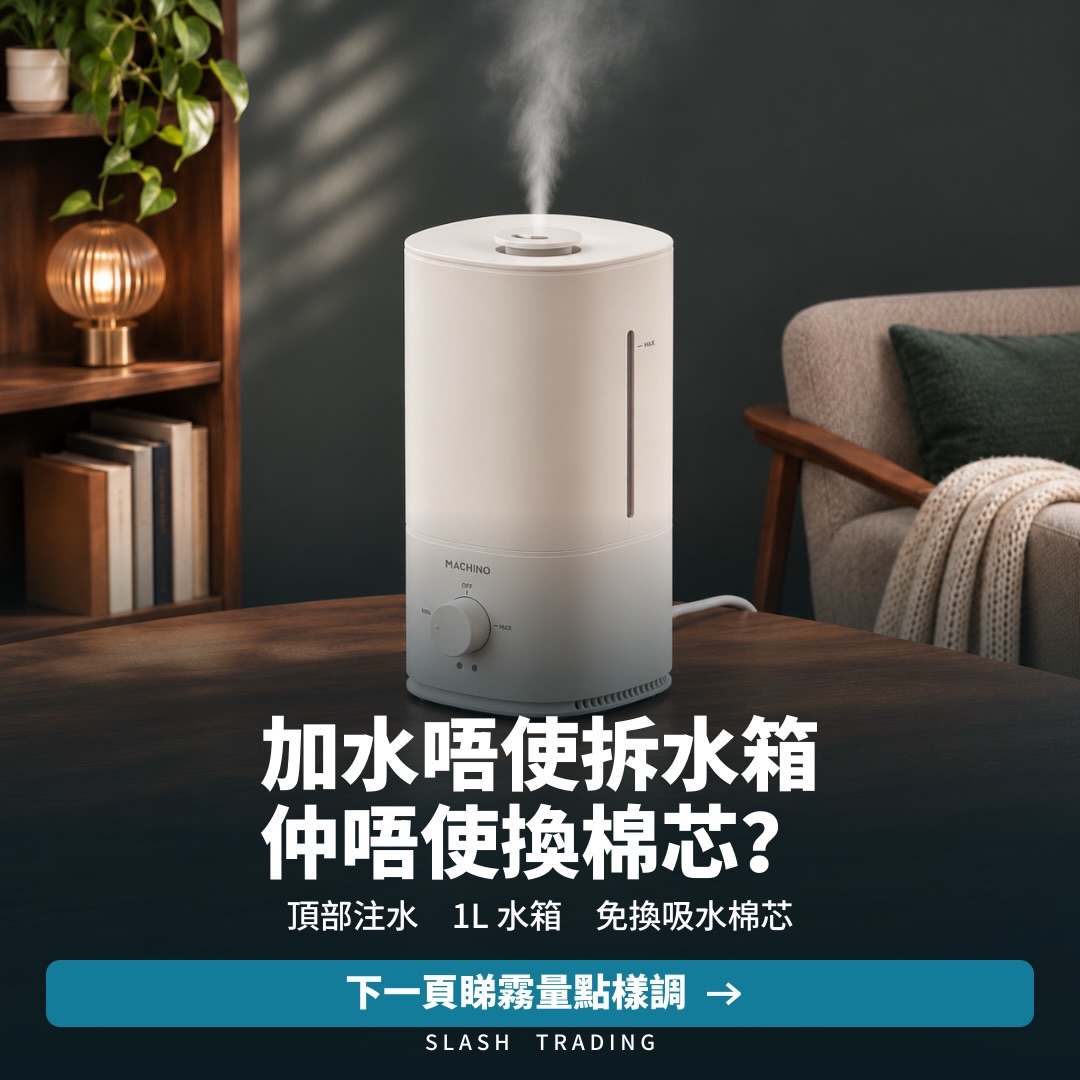 MAX
MACHINO
OFF
MIN
MAX
加水唔使拆水箱
仲唔使換棉芯?
頂部注水 1L 水箱 免換吸水棉芯
下一頁睇霧量點樣調 →
SLASH TRADING